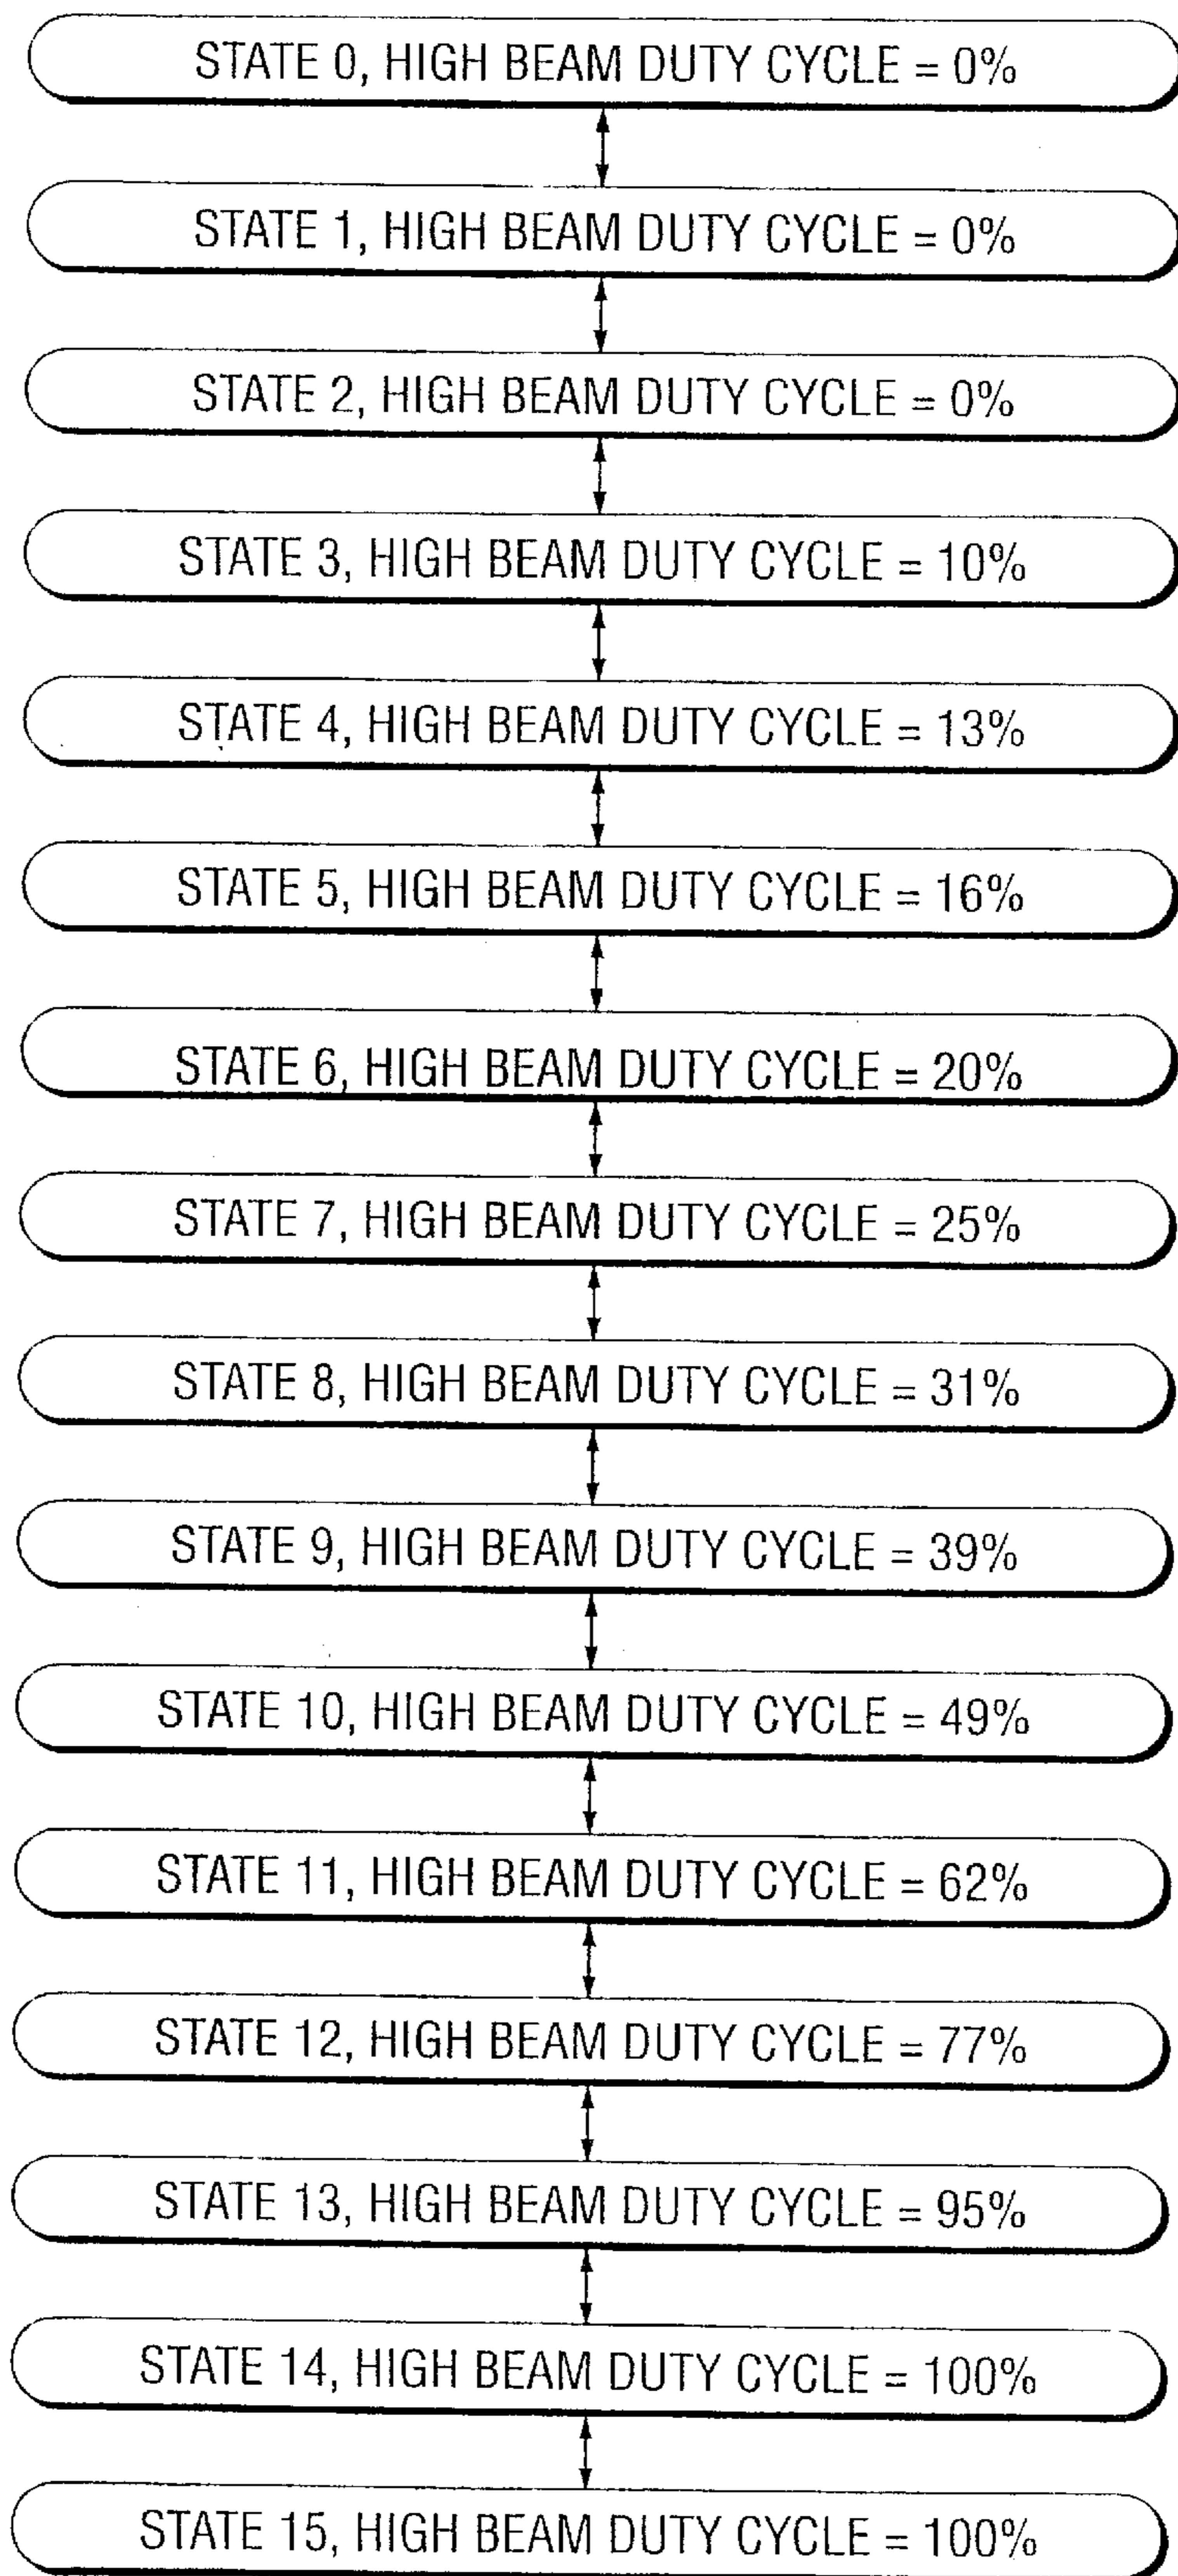 STATE 0, HIGH BEAM DUTY CYCLE = 0%
STATE 1, HIGH BEAM DUTY CYCLE = 0%
STATE 2, HIGH BEAM DUTY CYCLE = 0%
STATE 3, HIGH BEAM DUTY CYCLE = 10%
STATE 4, HIGH BEAM DUTY CYCLE = 13%
STATE 5, HIGH BEAM DUTY CYCLE = 16%
STATE 6, HIGH BEAM DUTY CYCLE = 20%
STATE 7, HIGH BEAM DUTY CYCLE = 25%
STATE 8, HIGH BEAM DUTY CYCLE = 31%
STATE 9, HIGH BEAM DUTY CYCLE = 39%
STATE 10, HIGH BEAM DUTY CYCLE = 49%
STATE 11, HIGH BEAM DUTY CYCLE = 62%
STATE 12, HIGH BEAM DUTY CYCLE = 77%
STATE 13, HIGH BEAM DUTY CYCLE = 95%
STATE 14, HIGH BEAM DUTY CYCLE = 100%
STATE 15, HIGH BEAM DUTY CYCLE = 100%